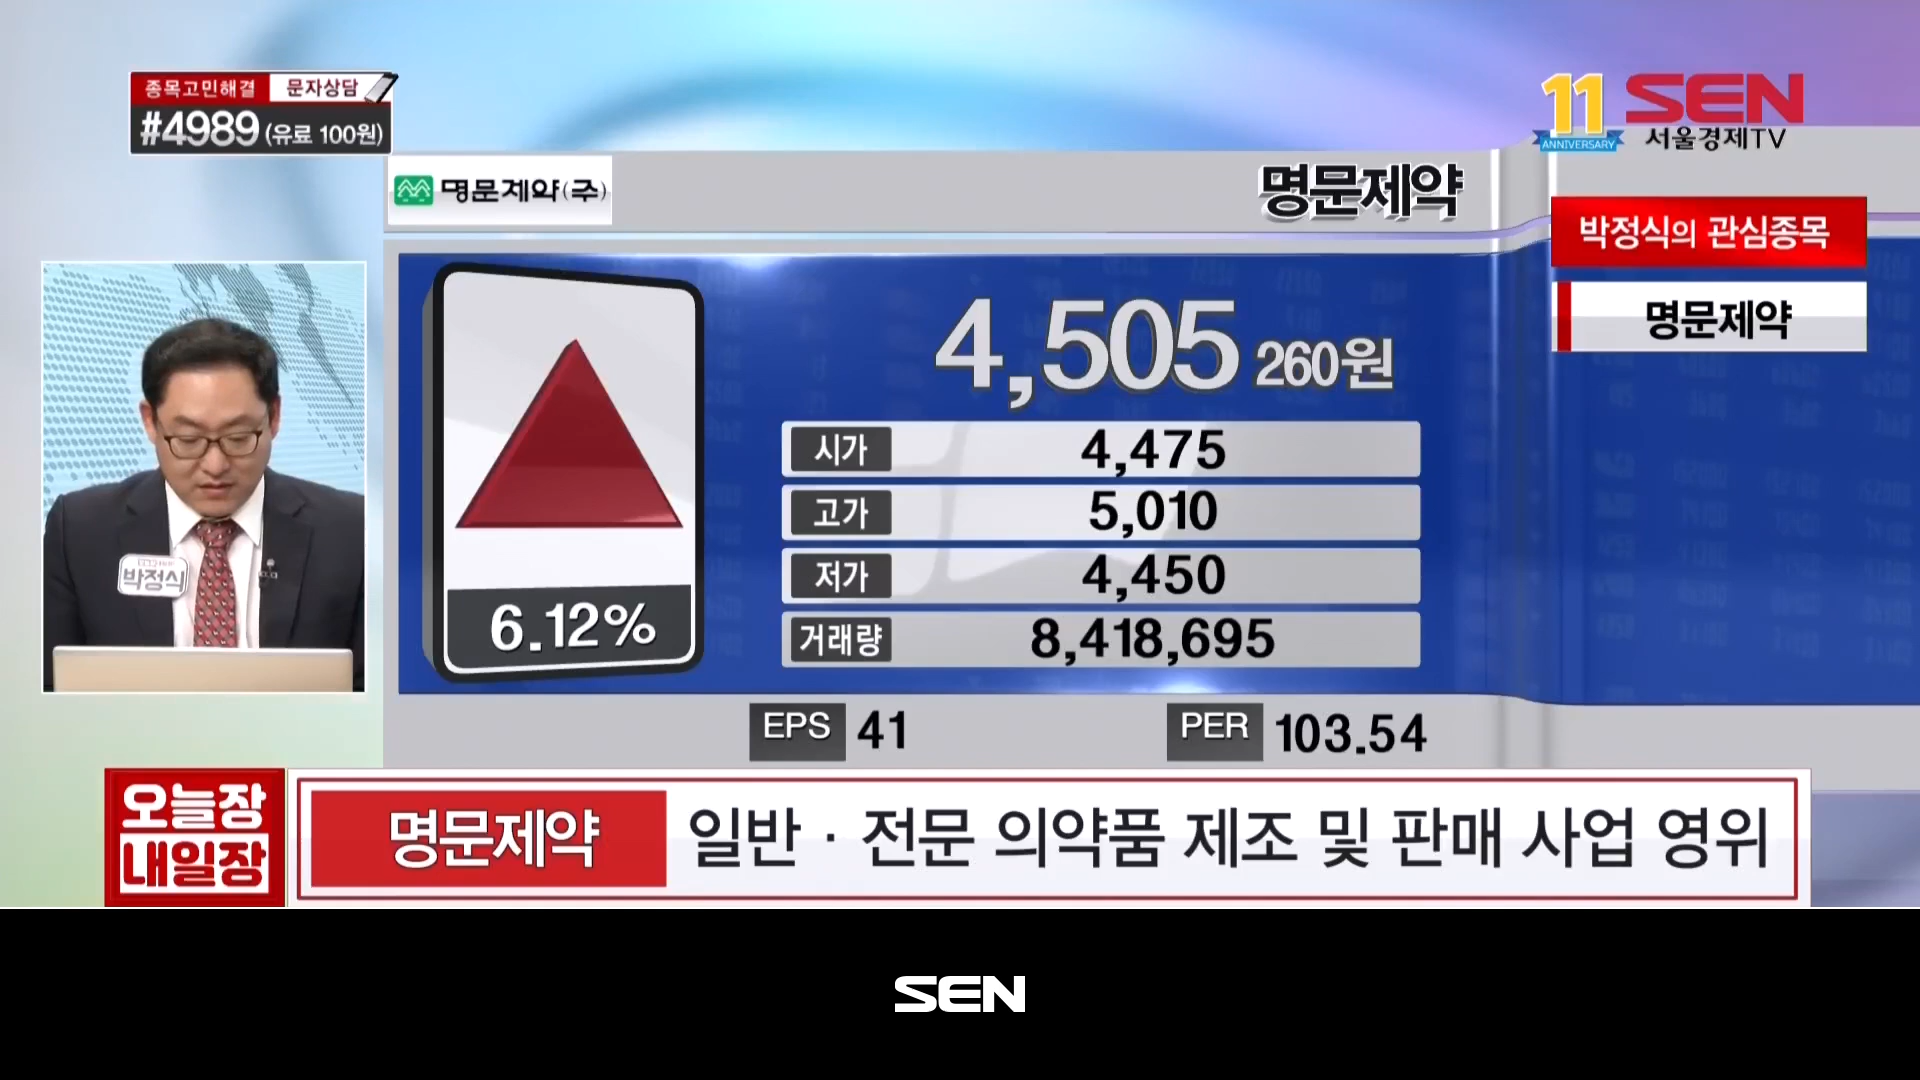 종목고민해결 문자상담
#4989 (유료 100원)
11 SEN
ANNIVERSARY 서울경제TV
명문제약(주)
명문제약
박정식의 관심종목
명문제약
4,505 260원
시가 4,475
고가 5,010
저가 4,450
거래량 8,418,695
6.12%
박정식
EPS 41 PER 103.54
오늘장
내일장
명문제약 일반 · 전문 의약품 제조 및 판매 사업 영위
SEN